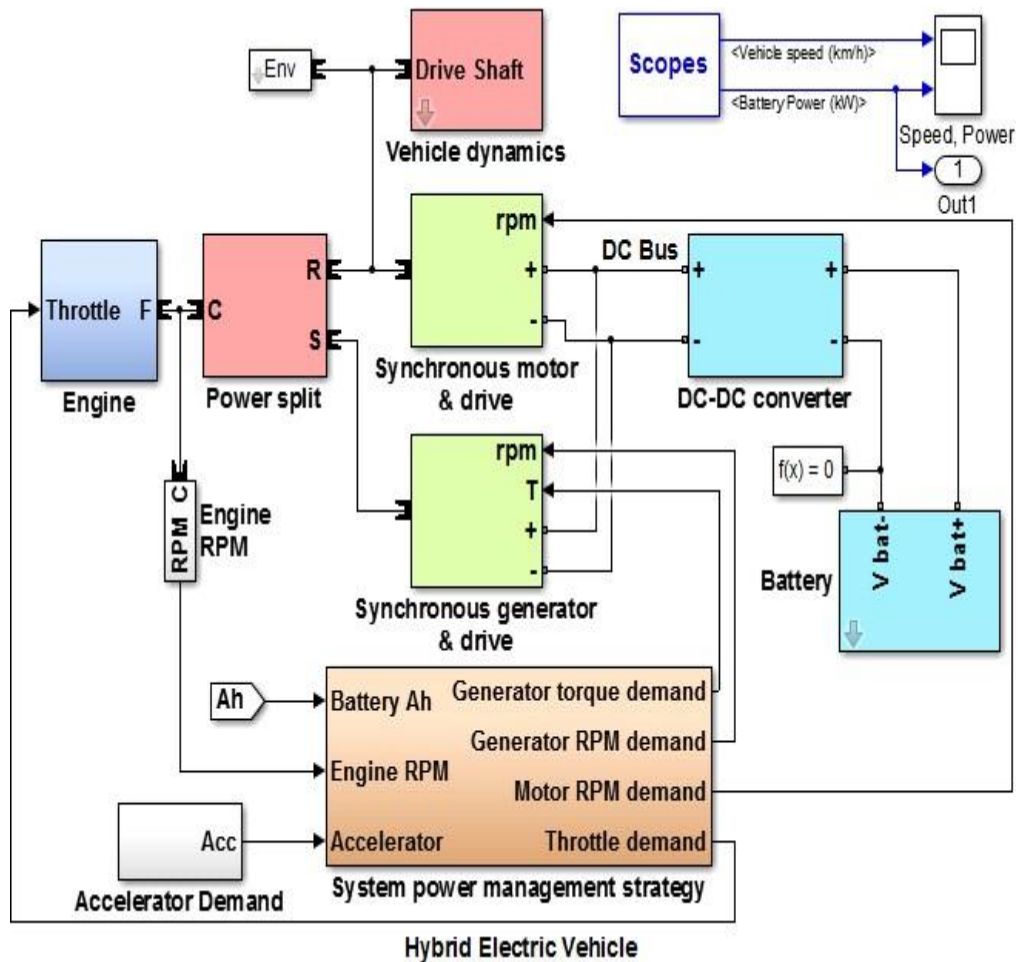 Env
Drive Shaft
Vehicle dynamics
Scopes
<Vehicle speed (km/h)>
<Battery Power (kW)>
Speed, Power
1
Out1
Throttle F
Engine
C
R
S
Power split
rpm
+
-
Synchronous motor
& drive
DC Bus
+ +
- -
DC-DC converter
RPM C
Engine
RPM
rpm
T
+
-
Synchronous generator
& drive
f(x) = 0
Battery
V bat-
V bat+
Ah
Battery Ah
Engine RPM
Accelerator
Generator torque demand
Generator RPM demand
Motor RPM demand
Throttle demand
System power management strategy
Acc
Accelerator Demand
Hybrid Electric Vehicle